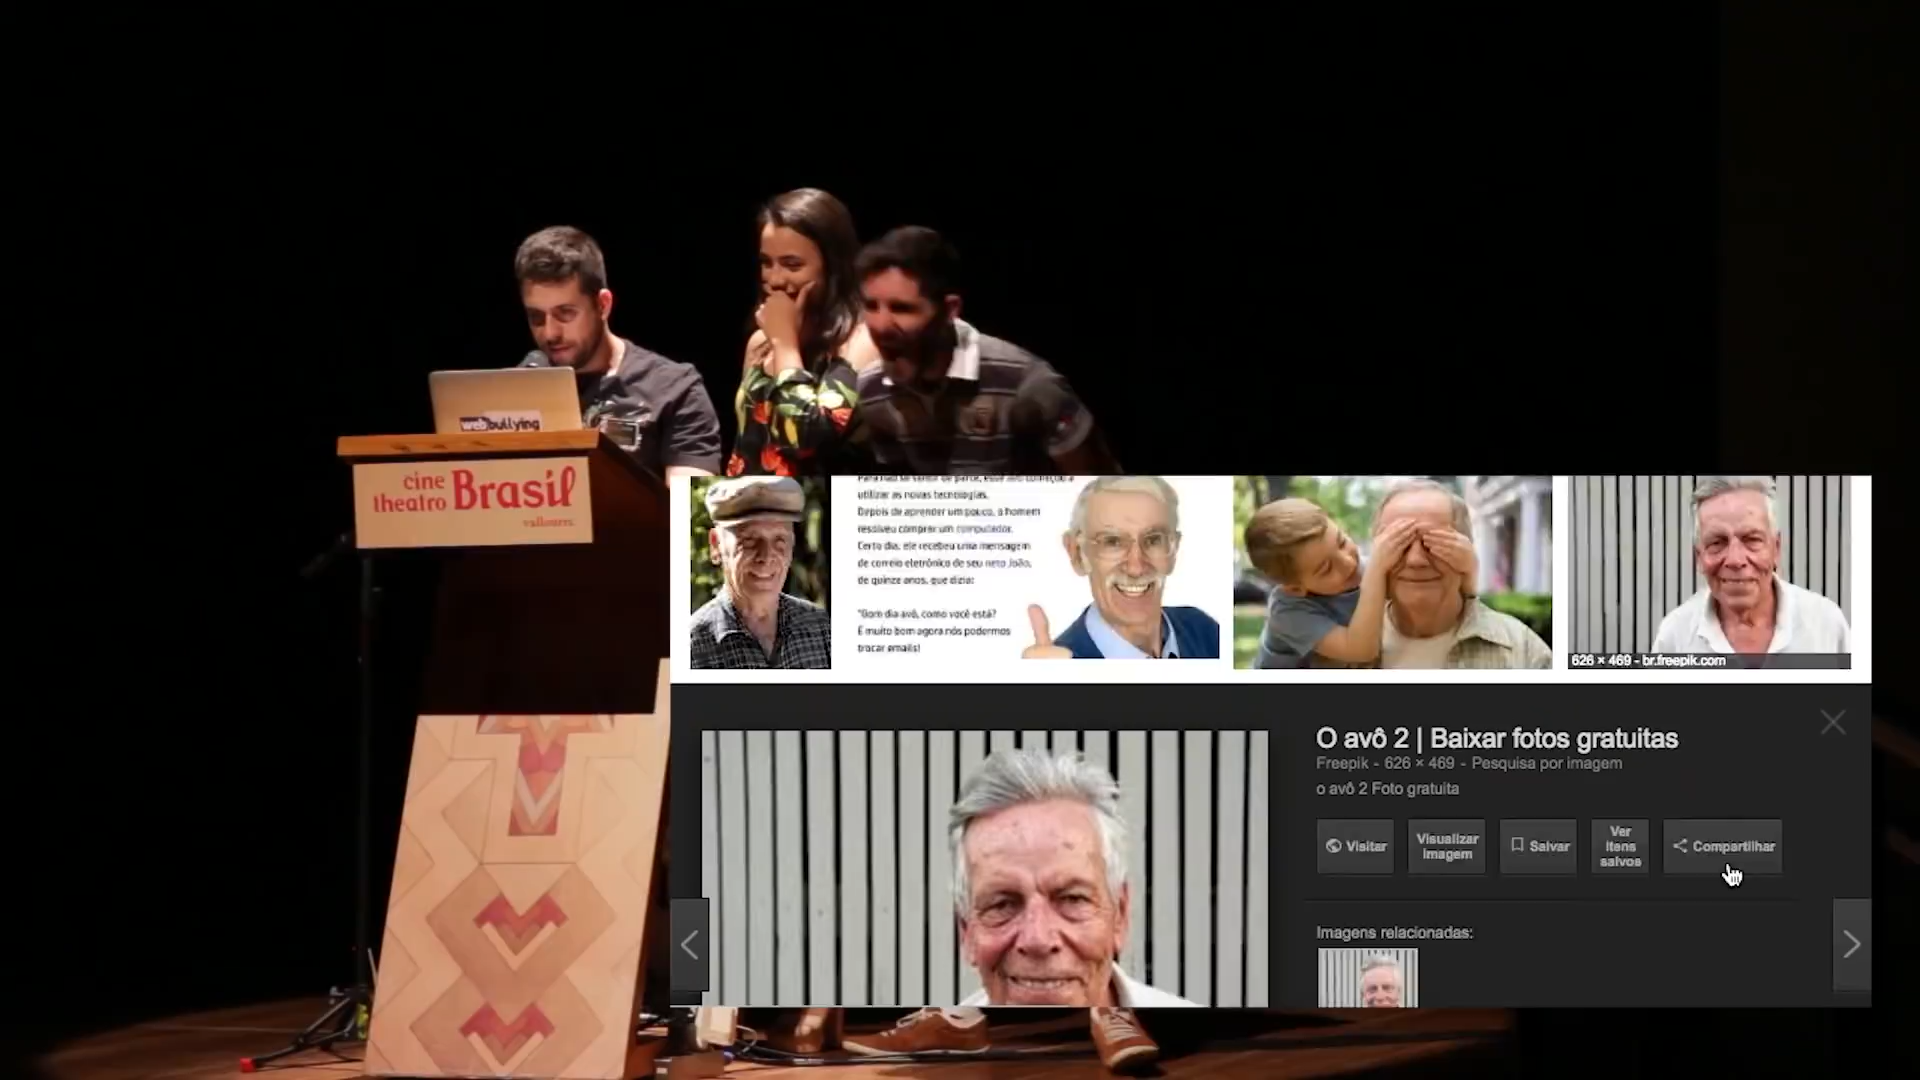 webbullying
cine
theatro Brasil
vallourec
utilizar as novas tecnologias.
Depois de aprender um pouco, o homem
resolveu comprar um computador.
Certo dia, ele recebeu uma mensagem
de correio eletrônico de seu neto João,
de quinze anos, que dizia:
"Bom dia avô, como você está?
É muito bom agora nós podermos
trocar emails!
626 × 469 - br.freepik.com
O avô 2 | Baixar fotos gratuitas
Freepik - 626 × 469 - Pesquisa por imagem
o avô 2 Foto gratuita
Visitar
Visualizar
imagem
Salvar
Ver
itens
salvos
Compartilhar
Imagens relacionadas: